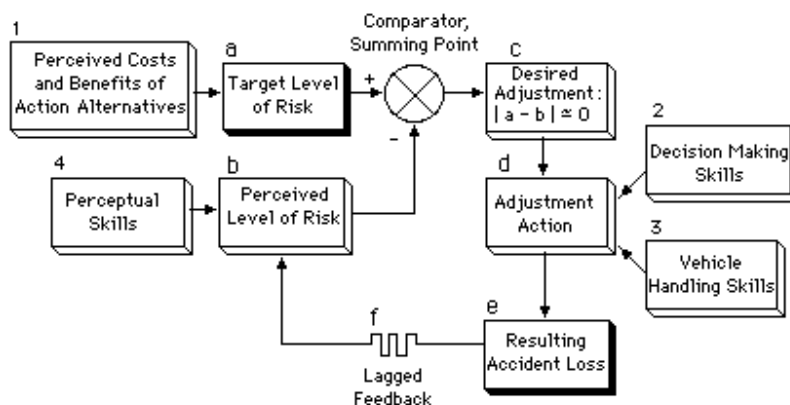 1
Perceived Costs
and Benefits of
Action Alternatives
a
Target Level
of Risk
Comparator,
Summing Point
+
-
c
Desired
Adjustment:
| a - b | ≃ 0
2
Decision Making
Skills
4
Perceptual
Skills
b
Perceived
Level of Risk
d
Adjustment
Action
3
Vehicle
Handling Skills
f
Lagged
Feedback
e
Resulting
Accident Loss